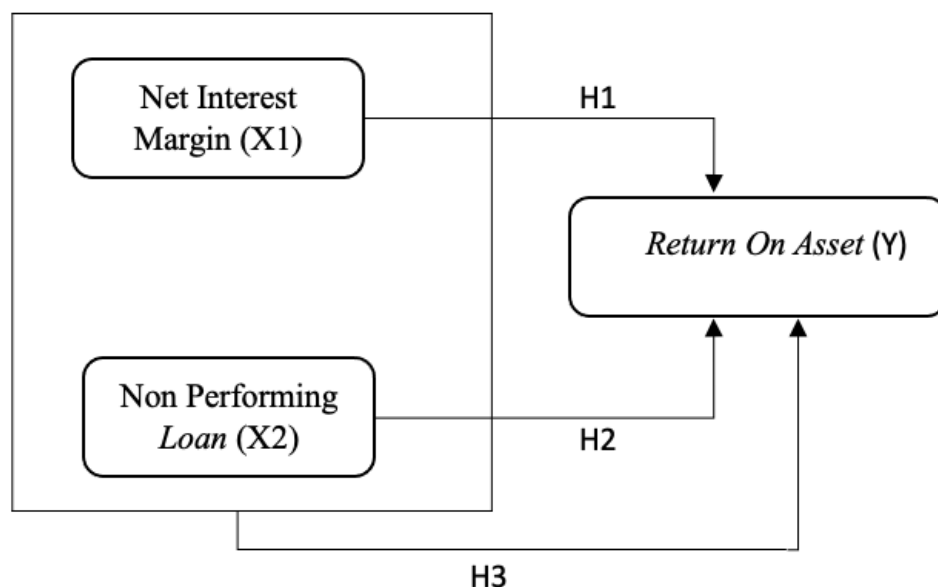 Net Interest
Margin (X1)
H1
Return On Asset (Y)
Non Performing
Loan (X2)
H2
H3